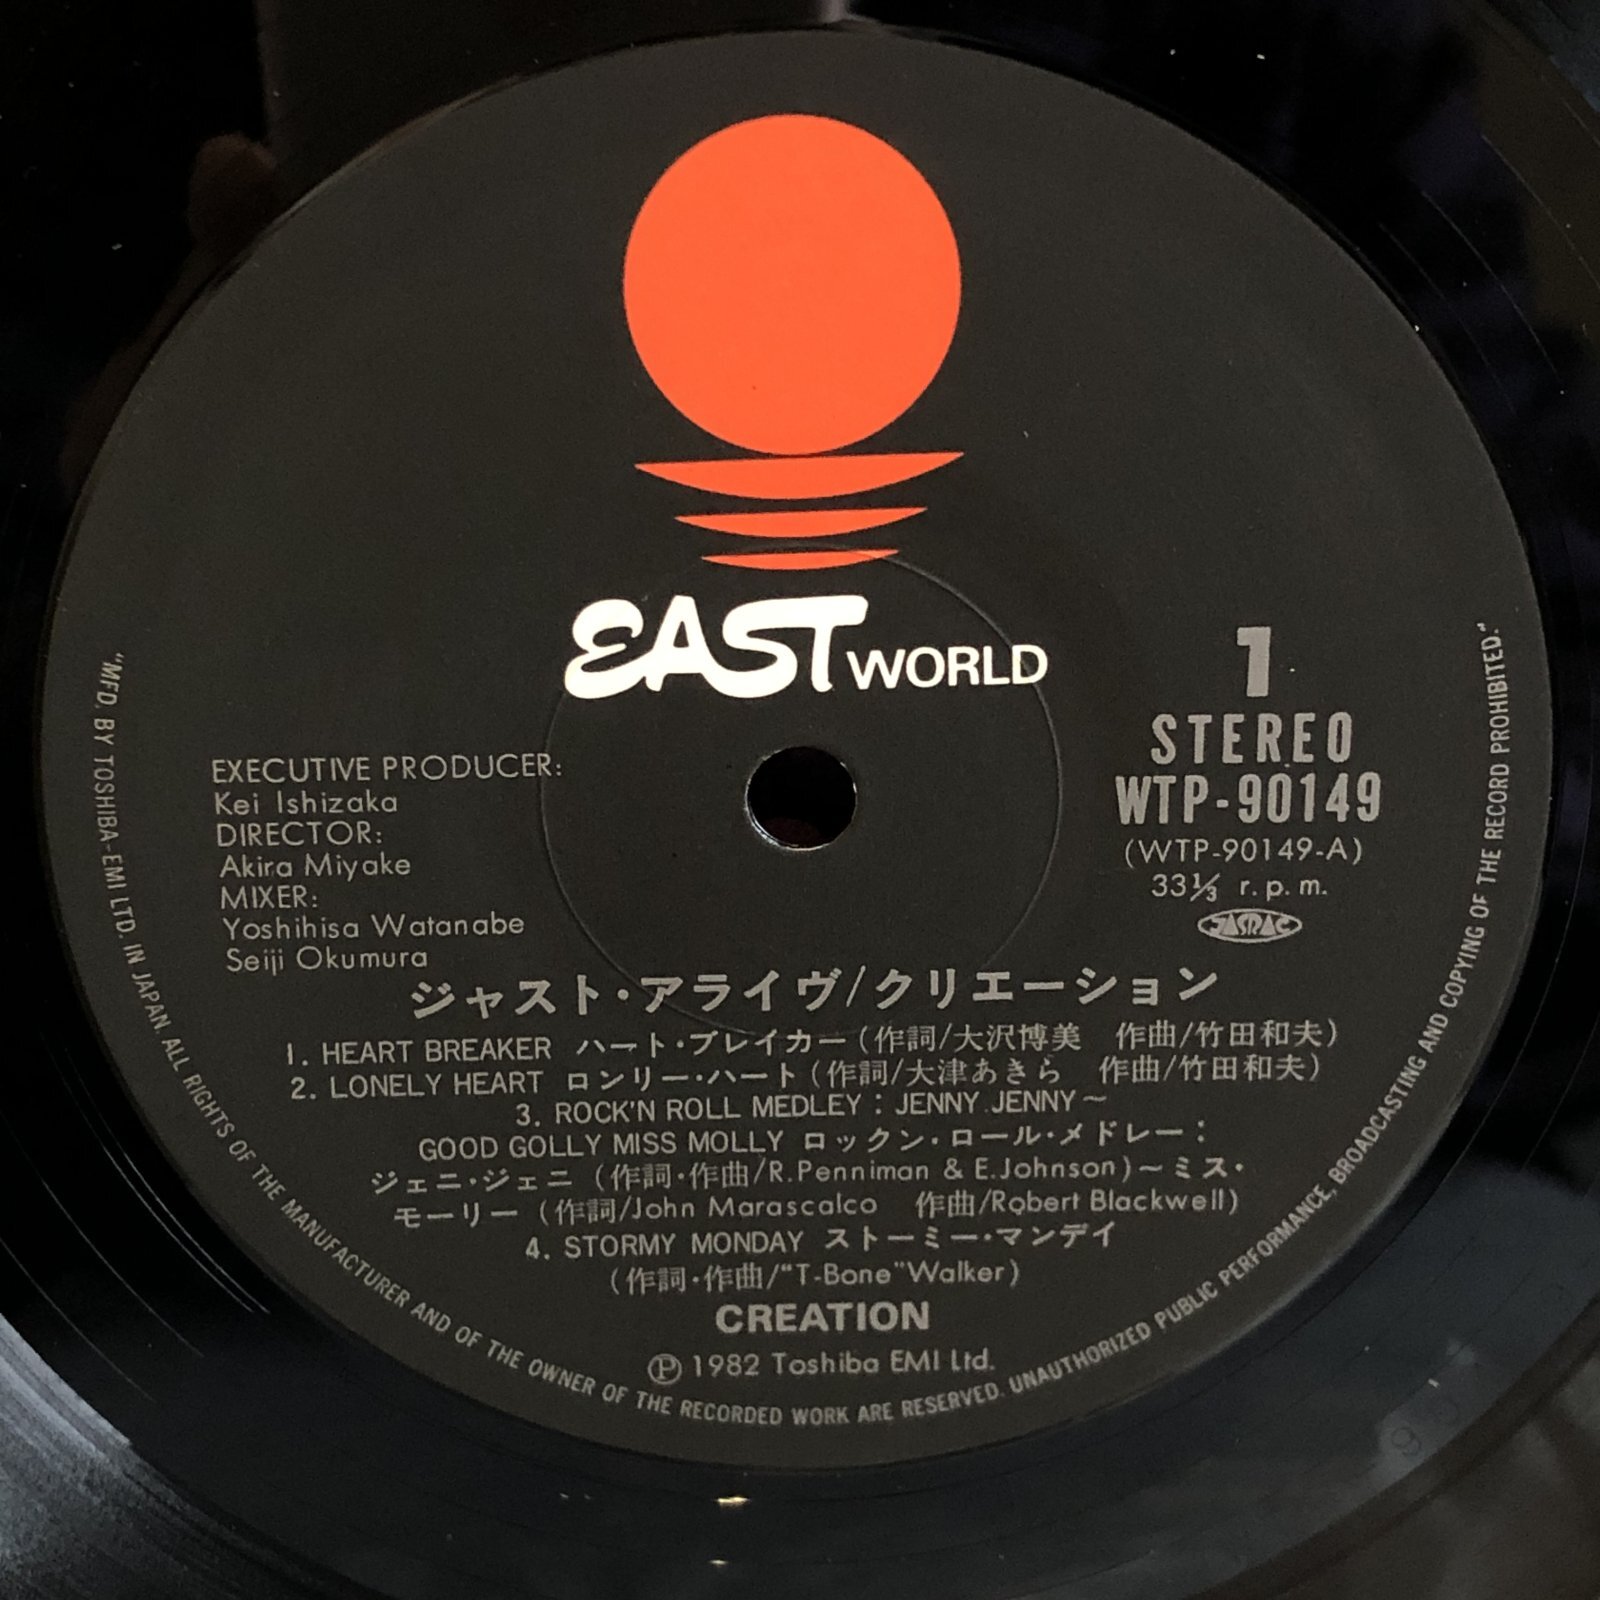 EAST WORLD
1
STEREO
WTP-90149
(WTP-90149-A)
33⅓ r.p.m.
JASRAC
EXECUTIVE PRODUCER:
Kei Ishizaka
DIRECTOR:
Akira Miyake
MIXER:
Yoshihisa Watanabe
Seiji Okumura
ジャスト・アライヴ/クリエーション
1. HEART BREAKER ハート・ブレイカー(作詞/大沢博美 作曲/竹田和夫)
2. LONELY HEART ロンリー・ハート(作詞/大津あきら 作曲/竹田和夫)
3. ROCK'N ROLL MEDLEY : JENNY JENNY～
GOOD GOLLY MISS MOLLY ロックン・ロール・メドレー：
ジェニ・ジェニ (作詞・作曲/R.Penniman & E.Johnson)～ミス・
モーリー (作詞/John Marascalco 作曲/Robert Blackwell)
4. STORMY MONDAY ストーミー・マンデイ
(作詞・作曲/"T-Bone"Walker)
CREATION
Ⓟ 1982 Toshiba EMI Ltd.
"MFD. BY TOSHIBA-EMI LTD. IN JAPAN. ALL RIGHTS OF THE MANUFACTURER AND OF THE OWNER OF THE RECORDED WORK ARE RESERVED. UNAUTHORIZED PUBLIC PERFORMANCE, BROADCASTING AND COPYING OF THE RECORD PROHIBITED."